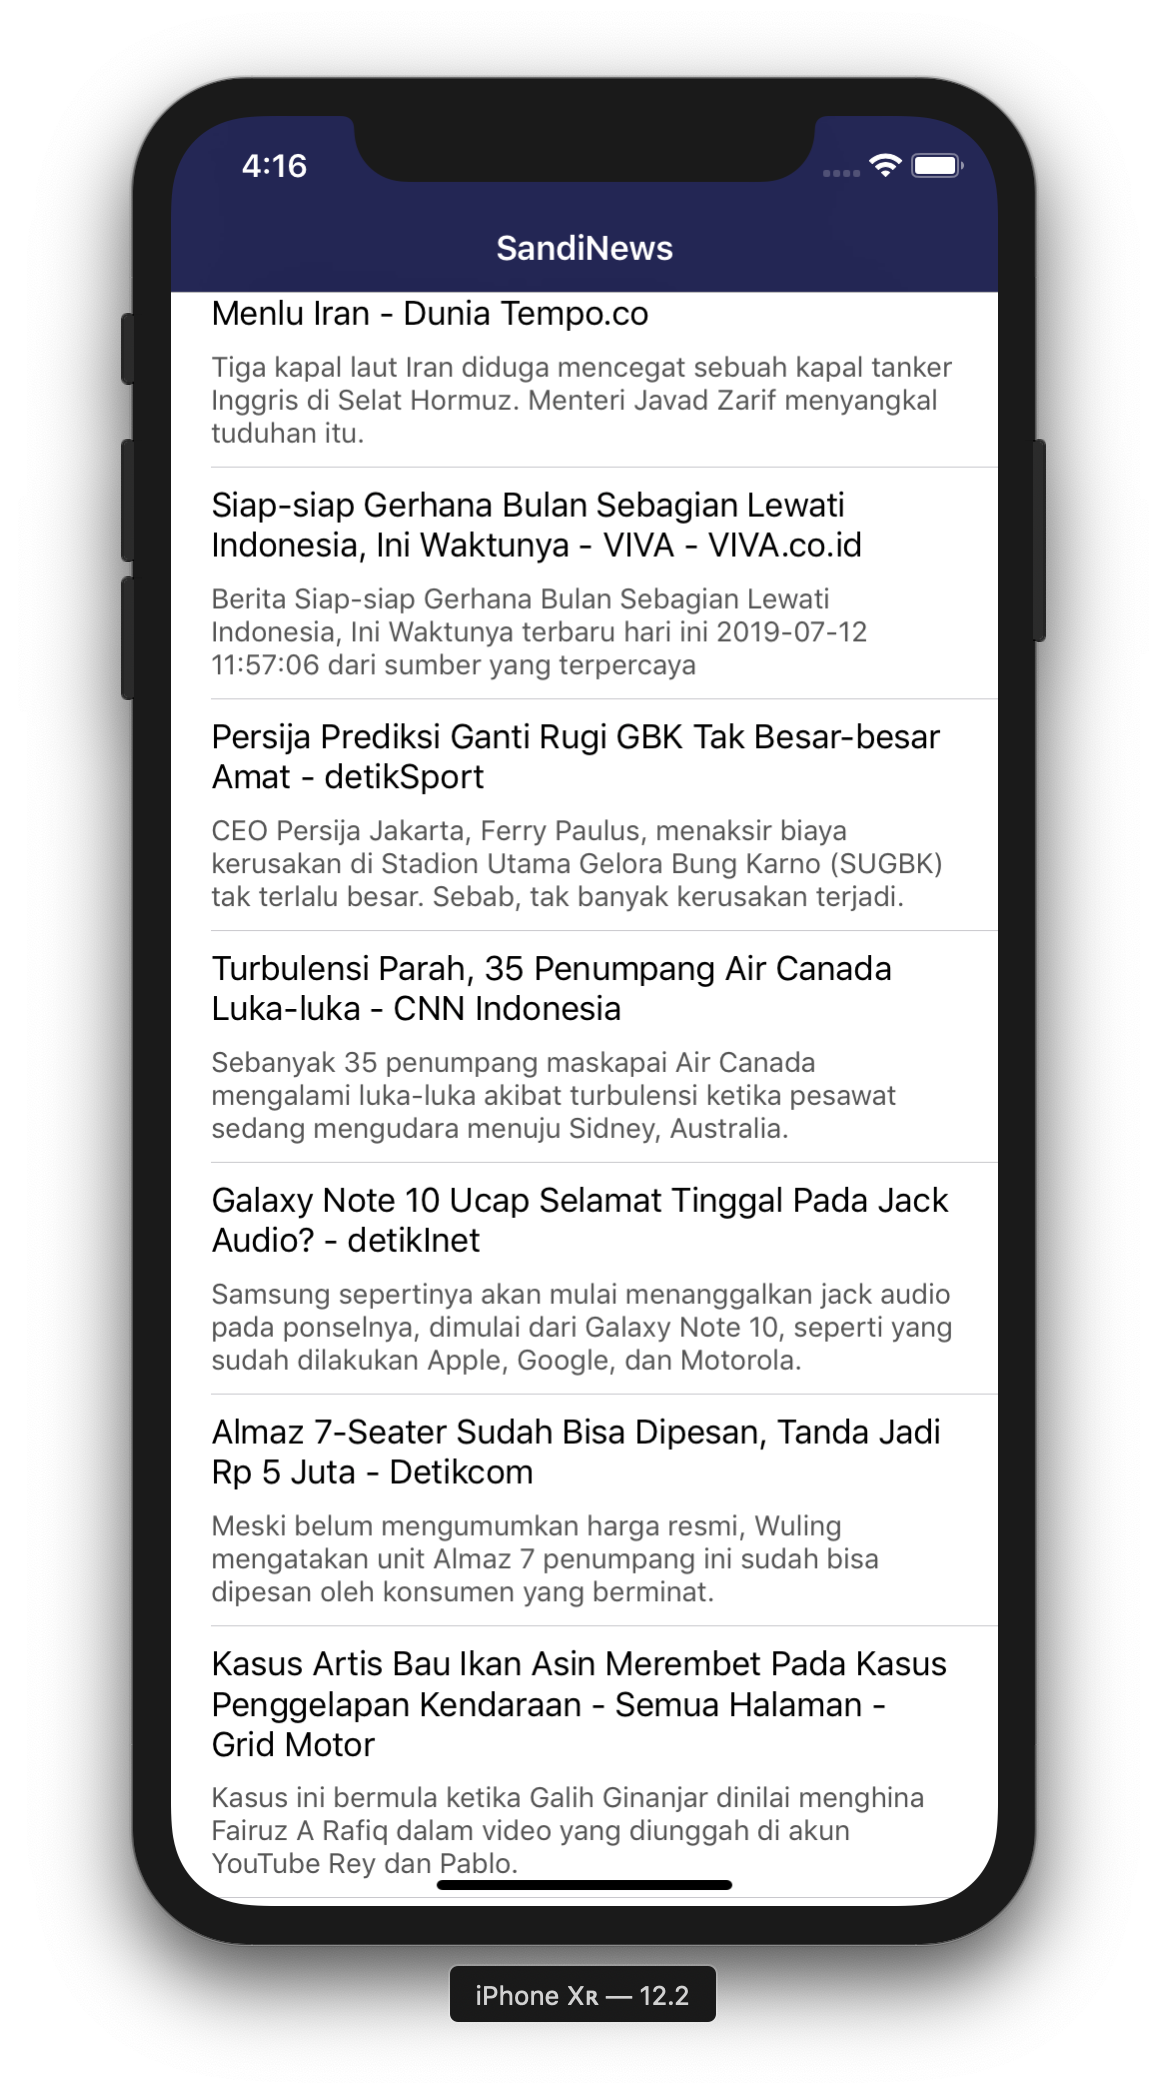 4:16
SandiNews
Menlu Iran - Dunia Tempo.co
Tiga kapal laut Iran diduga mencegat sebuah kapal tanker
Inggris di Selat Hormuz. Menteri Javad Zarif menyangkal
tuduhan itu.
Siap-siap Gerhana Bulan Sebagian Lewati
Indonesia, Ini Waktunya - VIVA - VIVA.co.id
Berita Siap-siap Gerhana Bulan Sebagian Lewati
Indonesia, Ini Waktunya terbaru hari ini 2019-07-12
11:57:06 dari sumber yang terpercaya
Persija Prediksi Ganti Rugi GBK Tak Besar-besar
Amat - detikSport
CEO Persija Jakarta, Ferry Paulus, menaksir biaya
kerusakan di Stadion Utama Gelora Bung Karno (SUGBK)
tak terlalu besar. Sebab, tak banyak kerusakan terjadi.
Turbulensi Parah, 35 Penumpang Air Canada
Luka-luka - CNN Indonesia
Sebanyak 35 penumpang maskapai Air Canada
mengalami luka-luka akibat turbulensi ketika pesawat
sedang mengudara menuju Sidney, Australia.
Galaxy Note 10 Ucap Selamat Tinggal Pada Jack
Audio? - detikInet
Samsung sepertinya akan mulai menanggalkan jack audio
pada ponselnya, dimulai dari Galaxy Note 10, seperti yang
sudah dilakukan Apple, Google, dan Motorola.
Almaz 7-Seater Sudah Bisa Dipesan, Tanda Jadi
Rp 5 Juta - Detikcom
Meski belum mengumumkan harga resmi, Wuling
mengatakan unit Almaz 7 penumpang ini sudah bisa
dipesan oleh konsumen yang berminat.
Kasus Artis Bau Ikan Asin Merembet Pada Kasus
Penggelapan Kendaraan - Semua Halaman -
Grid Motor
Kasus ini bermula ketika Galih Ginanjar dinilai menghina
Fairuz A Rafiq dalam video yang diunggah di akun
YouTube Rey dan Pablo.
iPhone Xʀ — 12.2